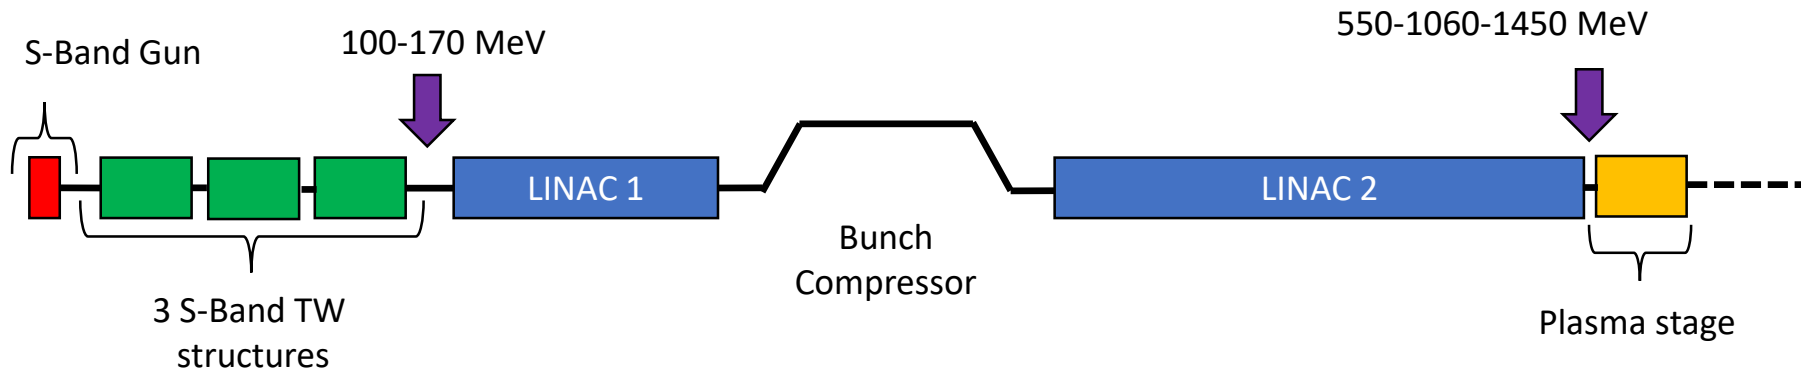 S-Band Gun
100-170 MeV
550-1060-1450 MeV
LINAC 1
LINAC 2
Bunch
Compressor
3 S-Band TW
structures
Plasma stage